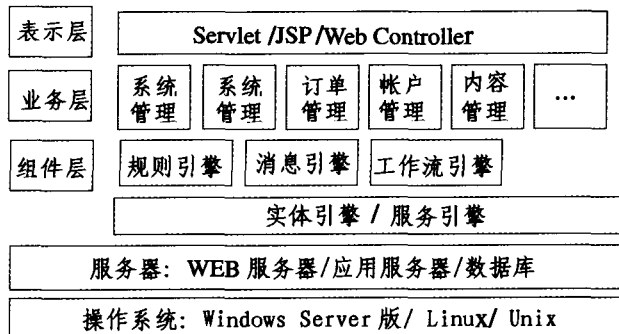 表示层
Servlet /JSP/Web Controller
业务层
系统
管理
系统
管理
订单
管理
帐户
管理
内容
管理
…
组件层
规则引擎
消息引擎
工作流引擎
实体引擎 / 服务引擎
服务器: WEB 服务器/应用服务器/数据库
操作系统: Windows Server 版/ Linux/ Unix